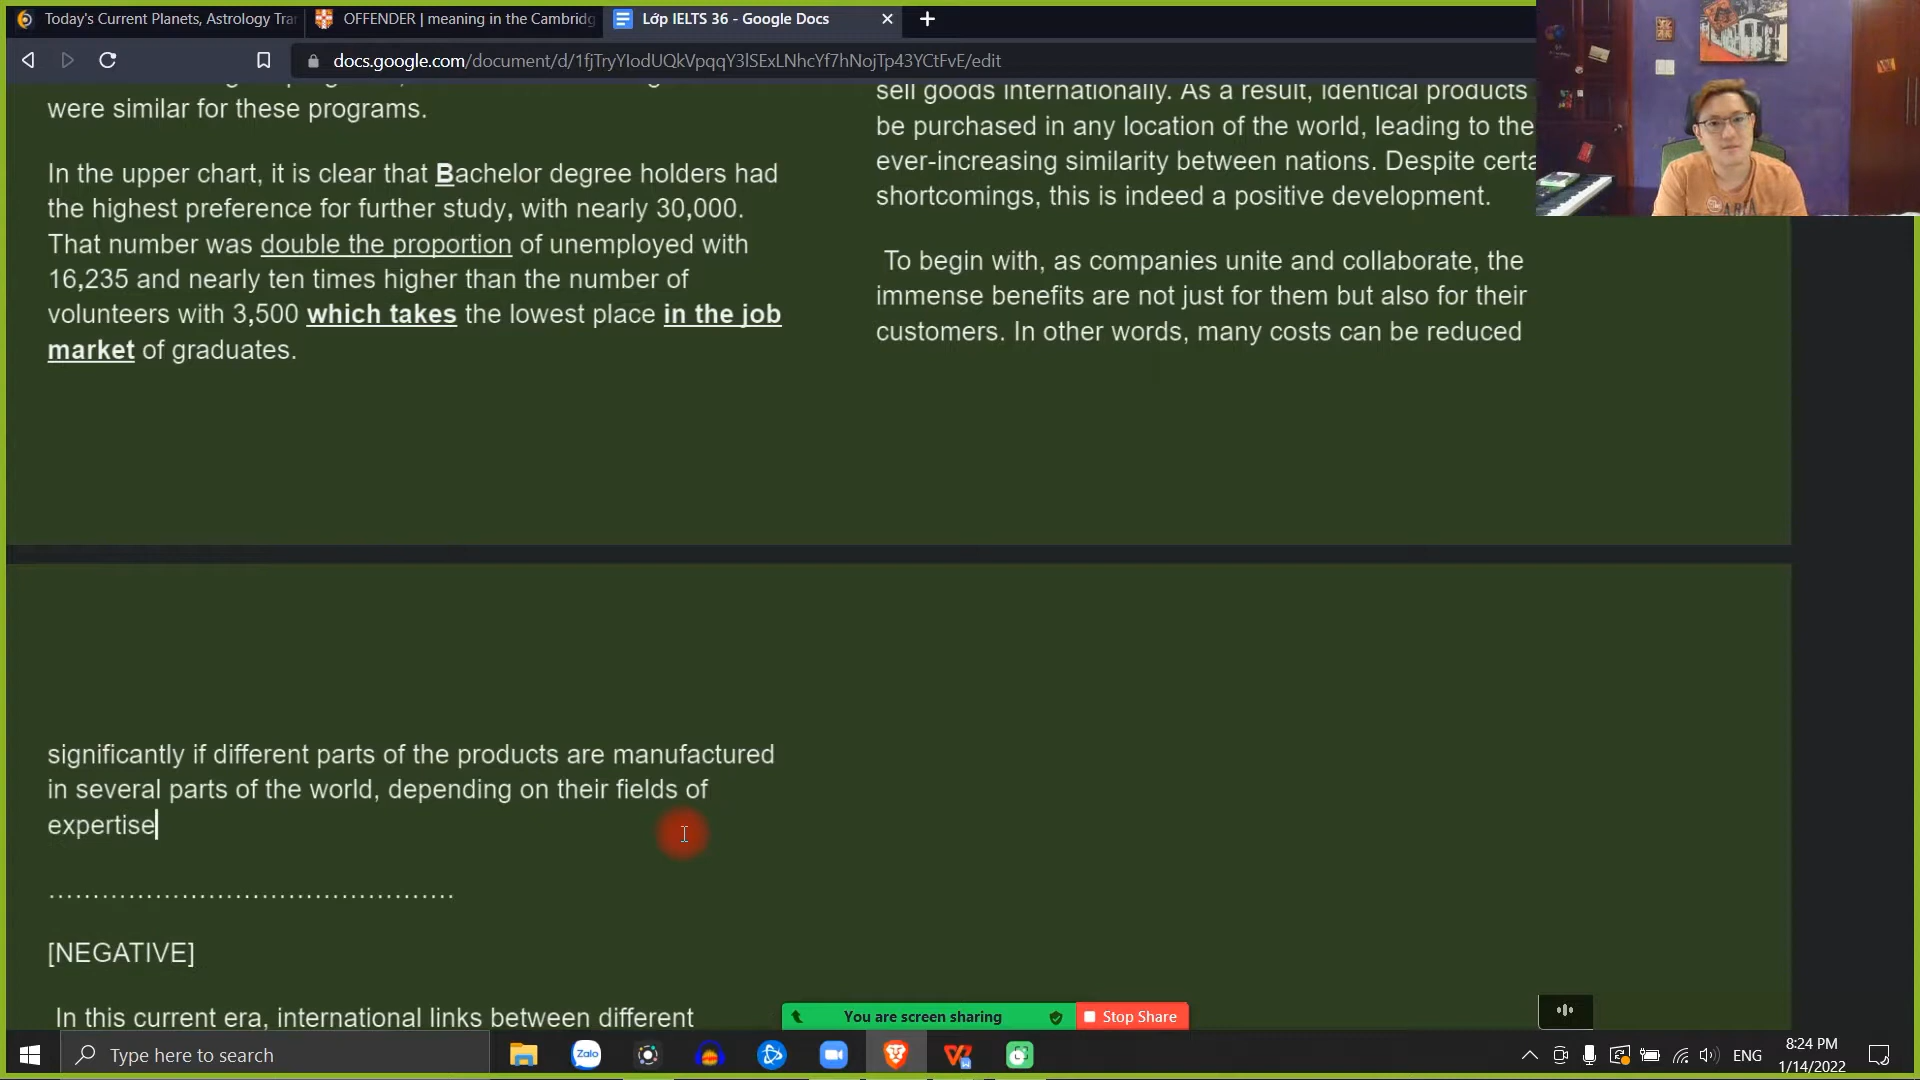 Today's Current Planets, Astrology Tra
OFFENDER | meaning in the Cambridg
Lớp IELTS 36 - Google Docs
docs.google.com/document/d/1fjTryYIodUQkVpqqY3lSExLNhcYf7hNojTp43YCtFvE/edit
were similar for these programs.
In the upper chart, it is clear that Bachelor degree holders had
the highest preference for further study, with nearly 30,000.
That number was double the proportion of unemployed with
16,235 and nearly ten times higher than the number of
volunteers with 3,500 which takes the lowest place in the job
market of graduates.
sell goods internationally. As a result, identical products
be purchased in any location of the world, leading to the
ever-increasing similarity between nations. Despite certa
shortcomings, this is indeed a positive development.
To begin with, as companies unite and collaborate, the
immense benefits are not just for them but also for their
customers. In other words, many costs can be reduced
significantly if different parts of the products are manufactured
in several parts of the world, depending on their fields of
expertise
…………………………………………
[NEGATIVE]
In this current era, international links between different
You are screen sharing
Stop Share
Type here to search
Zalo
ENG
8:24 PM
1/14/2022